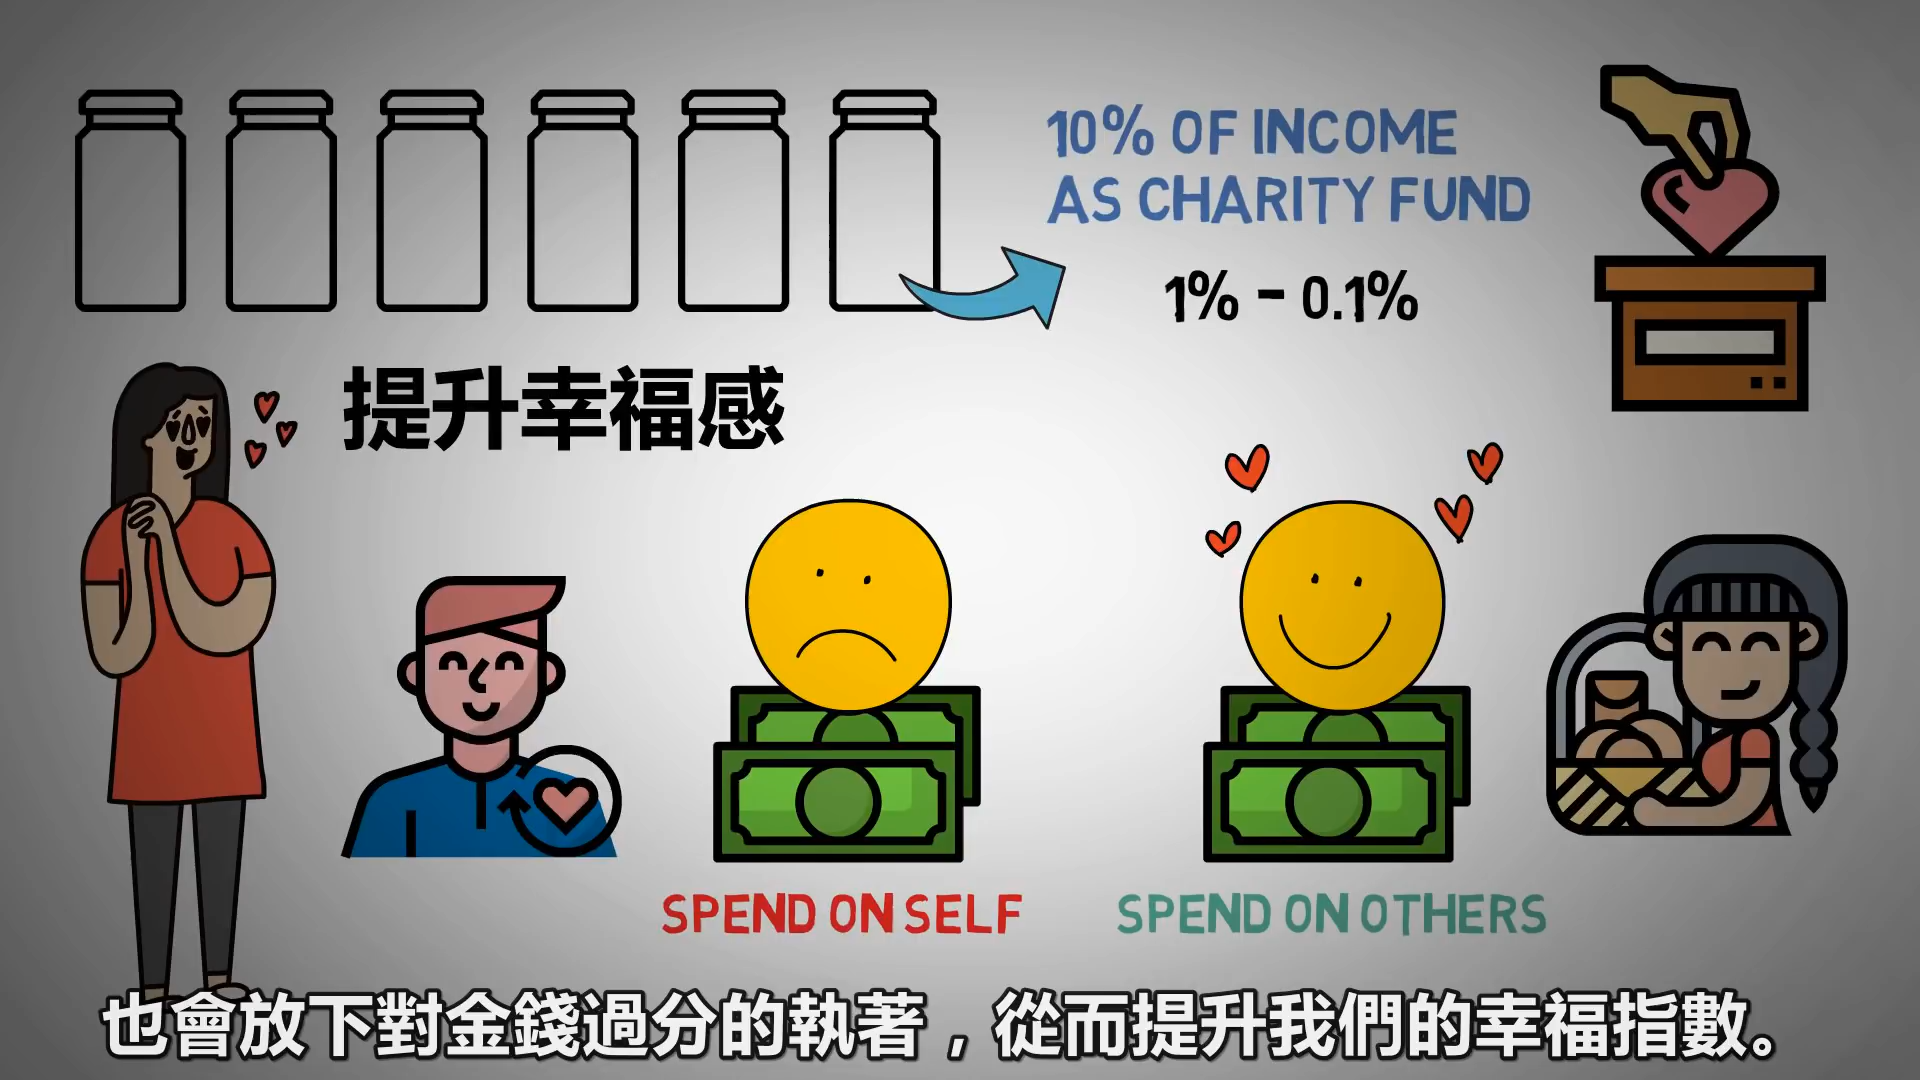 10% OF INCOME
AS CHARITY FUND
1% - 0.1%
提升幸福感
SPEND ON SELF
SPEND ON OTHERS
也會放下對金錢過分的執著，從而提升我們的幸福指數。